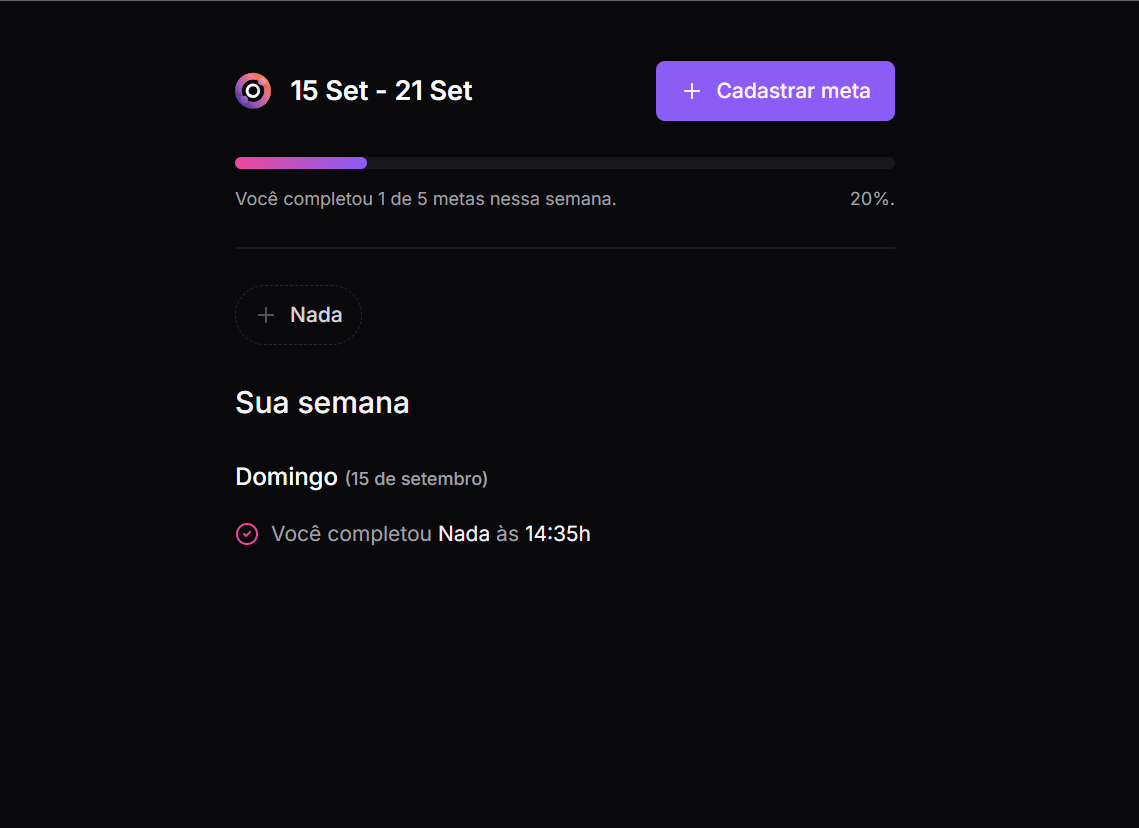 15 Set - 21 Set
Cadastrar meta
Você completou 1 de 5 metas nessa semana.
20%.
Nada
Sua semana
Domingo (15 de setembro)
Você completou Nada às 14:35h